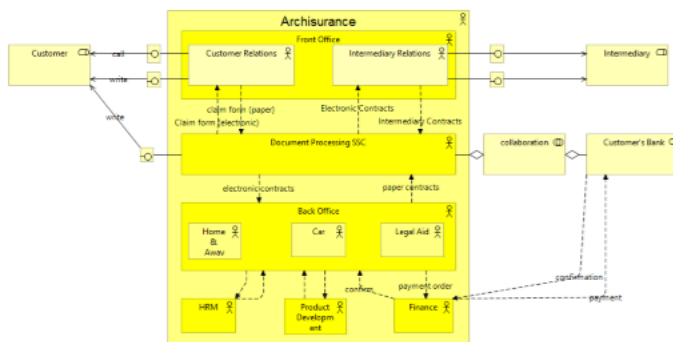 Archisurance
Front Office
Customer
call
Customer Relations
Intermediary Relations
Intermediary
write
write
claim form (paper)
Claim form (electronic)
Electronic Contracts
Intermediary Contracts
Document Processing SSC
collaboration
Customer's Bank
electronic contracts
paper contracts
Back Office
Home
&
Away
Car
Legal Aid
confirm
payment order
confirmation
payment
HRM
Product
Developm
ent
Finance